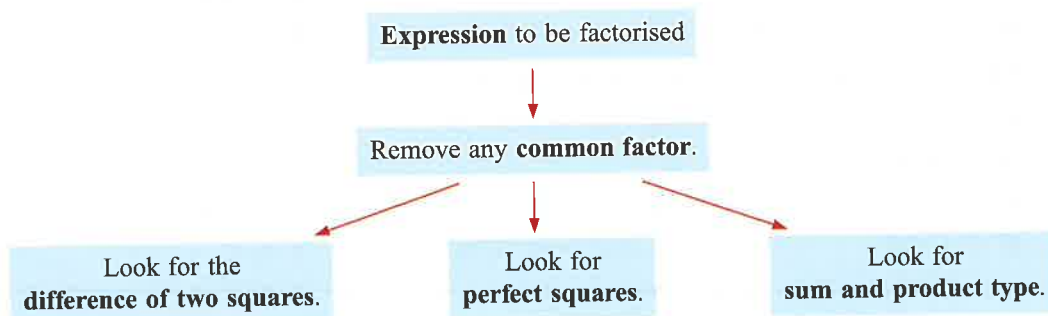 Expression to be factorised
Remove any common factor.
Look for the
difference of two squares.
Look for
perfect squares.
Look for
sum and product type.